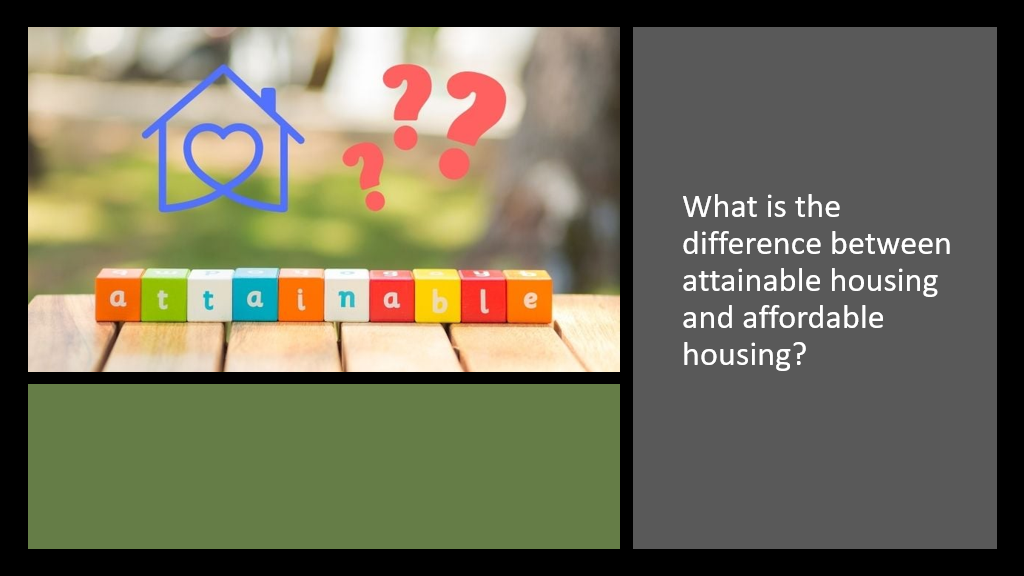 attainable
What is the
difference between
attainable housing
and affordable
housing?